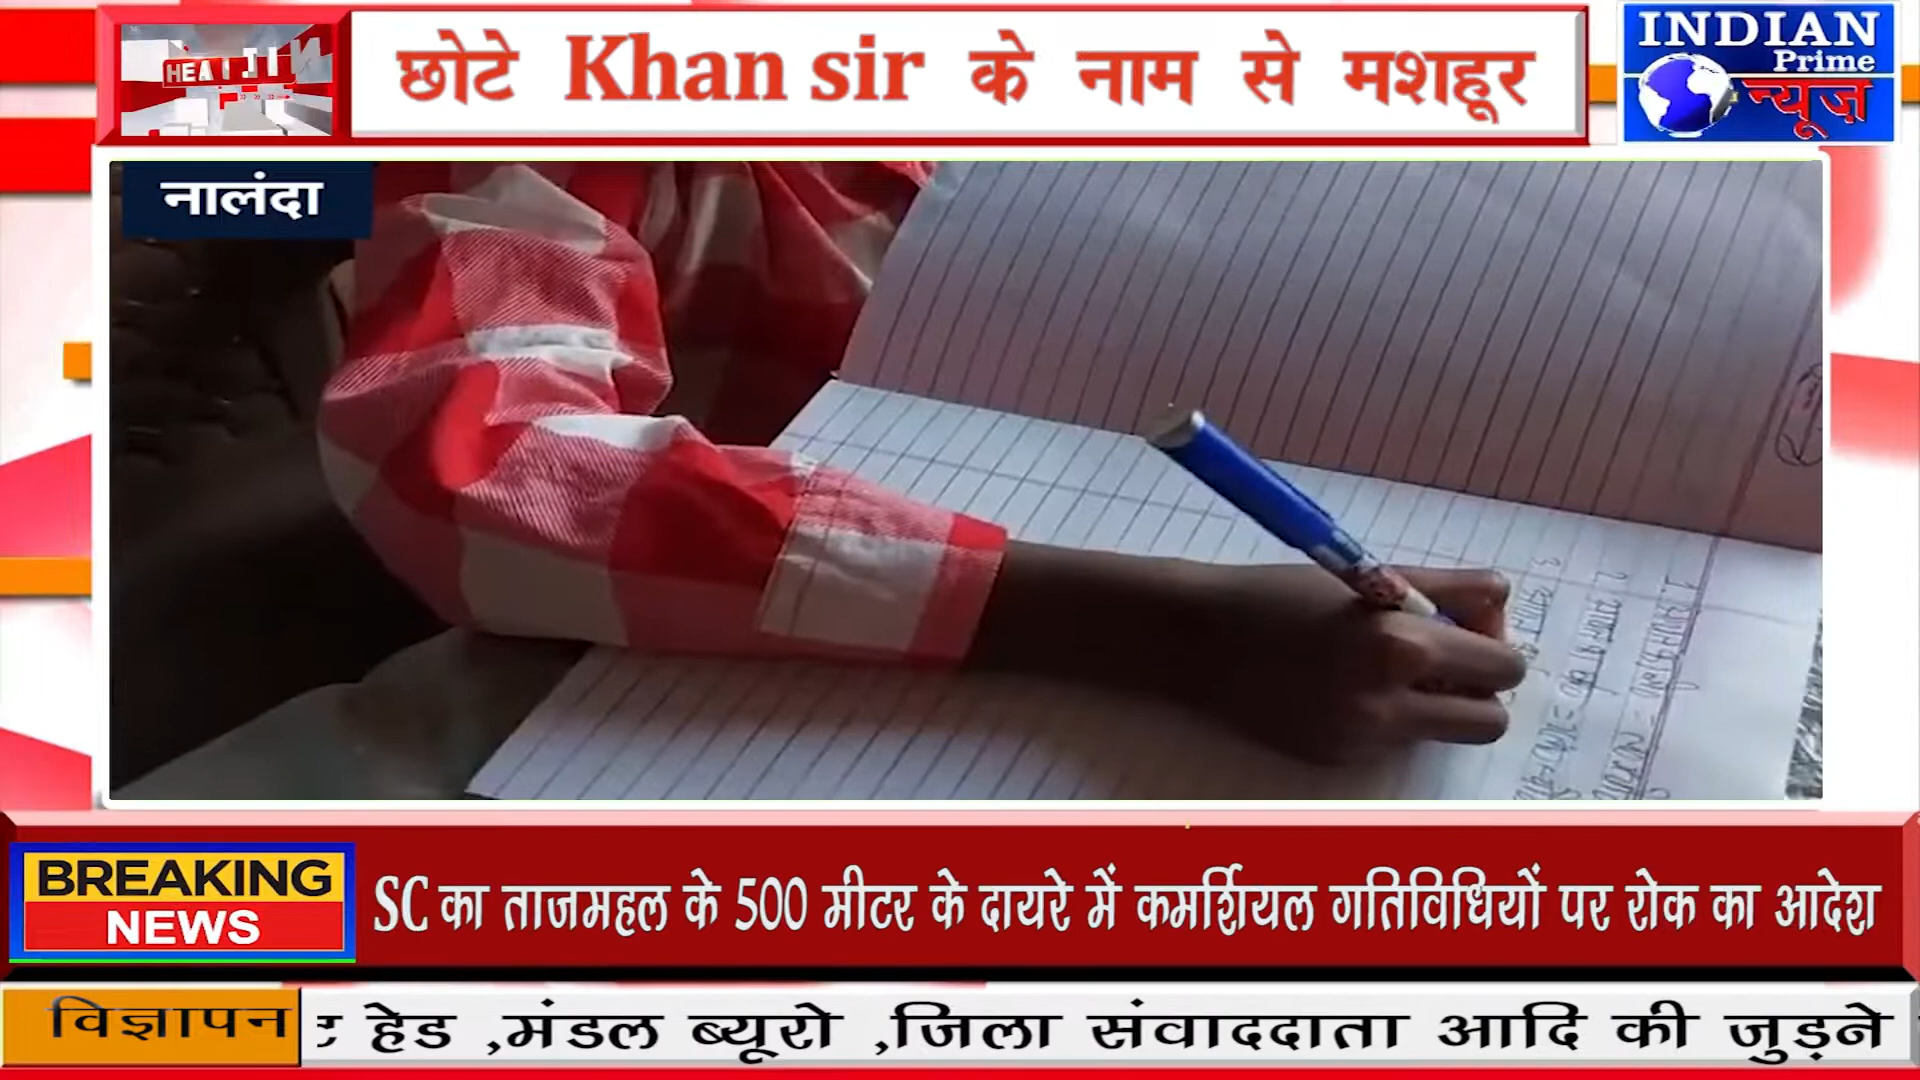 छोटे Khan sir के नाम से मशहूर
INDIAN
Prime
न्यूज़
नालंदा
BREAKING
NEWS
SC का ताजमहल के 500 मीटर के दायरे में कमर्शियल गतिविधियों पर रोक का आदेश
विज्ञापन
हेड ,मंडल ब्यूरो ,जिला संवाददाता आदि की जुड़ने